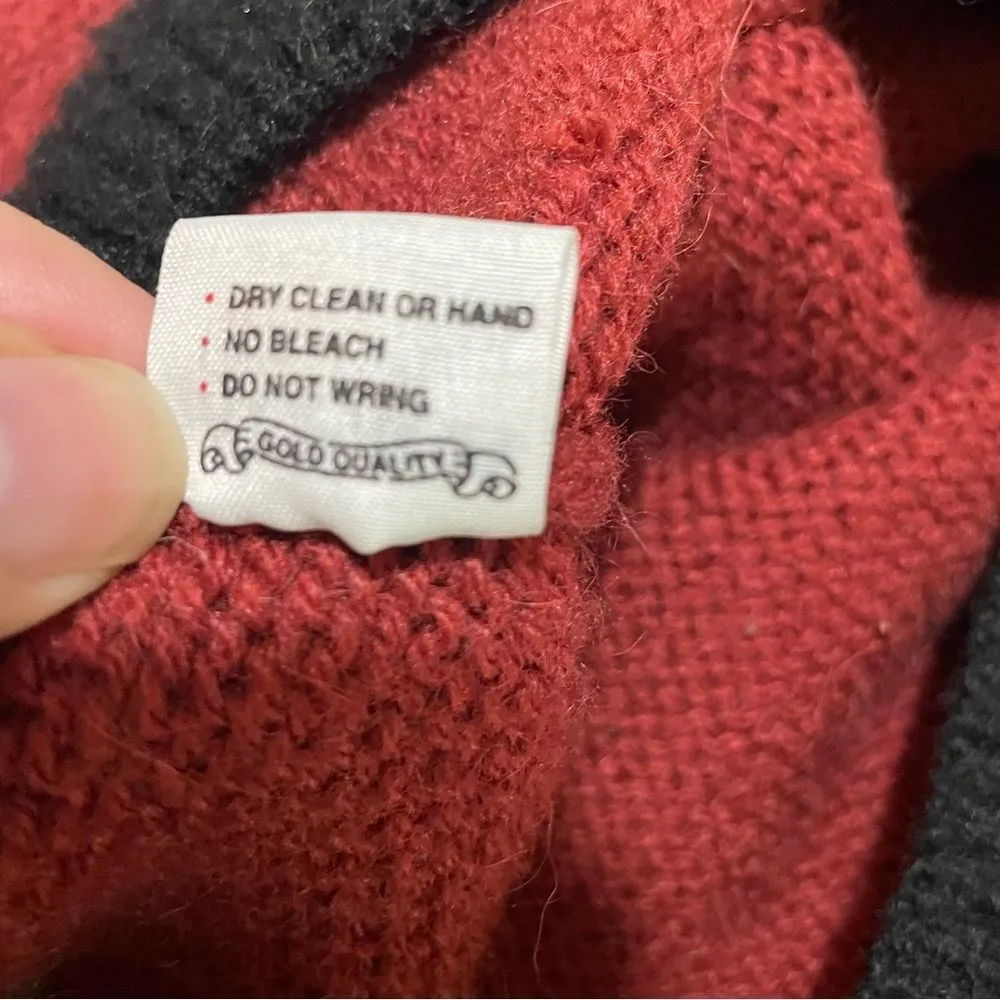 • DRY CLEAN OR HAND
• NO BLEACH
• DO NOT WRING
GOLD QUALITY